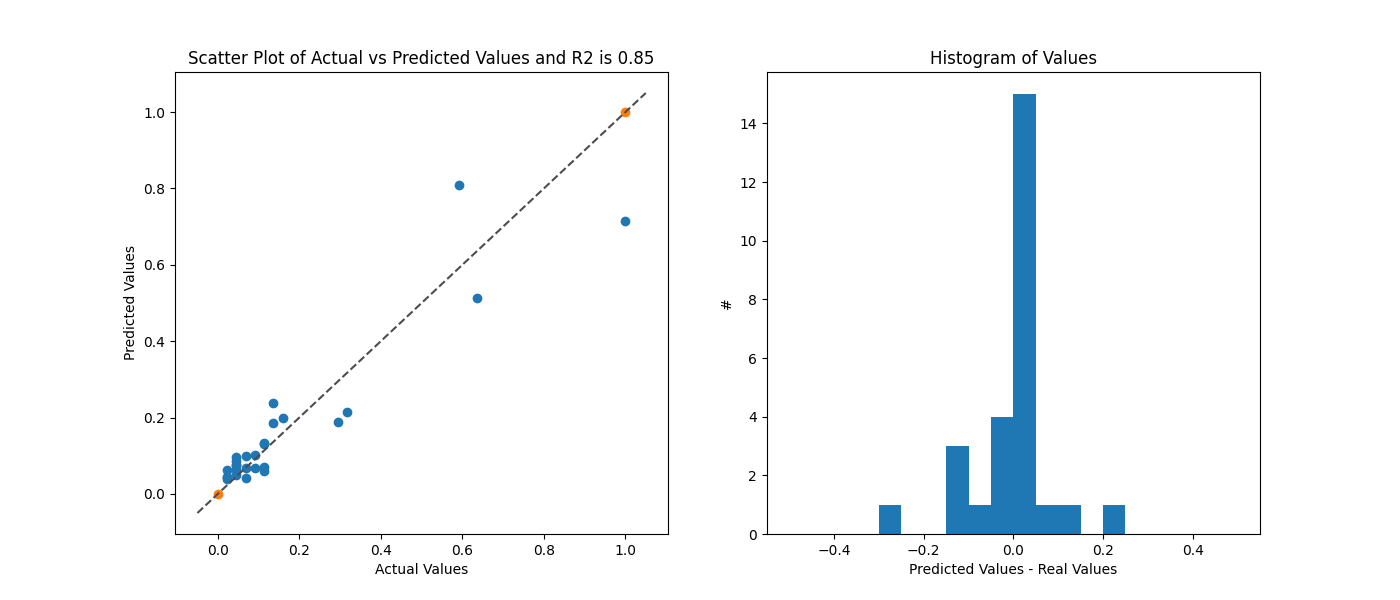 Scatter Plot of Actual vs Predicted Values and R2 is 0.85
1.0
0.8
0.6
0.4
0.2
0.0
Predicted Values
0.0 0.2 0.4 0.6 0.8 1.0
Actual Values
Histogram of Values
14
12
10
8
6
4
2
0
#
−0.4 −0.2 0.0 0.2 0.4
Predicted Values - Real Values